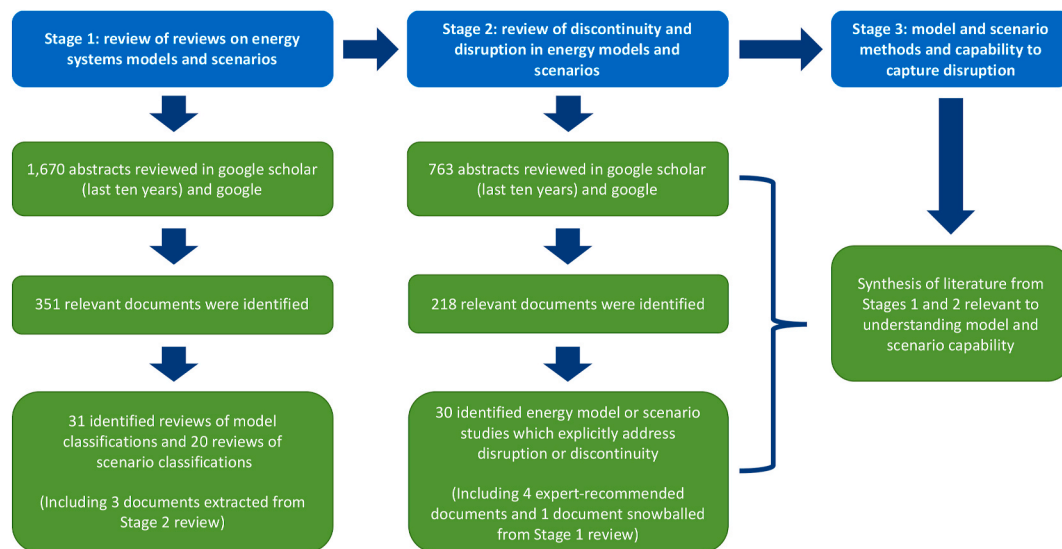 Stage 1: review of reviews on energy
systems models and scenarios
1,670 abstracts reviewed in google scholar
(last ten years) and google
351 relevant documents were identified
31 identified reviews of model
classifications and 20 reviews of
scenario classifications
(Including 3 documents extracted from
Stage 2 review)
Stage 2: review of discontinuity and
disruption in energy models and
scenarios
763 abstracts reviewed in google scholar
(last ten years) and google
218 relevant documents were identified
30 identified energy model or scenario
studies which explicitly address
disruption or discontinuity
(Including 4 expert-recommended
documents and 1 document snowballed
from Stage 1 review)
Stage 3: model and scenario
methods and capability to
capture disruption
Synthesis of literature from
Stages 1 and 2 relevant to
understanding model and
scenario capability